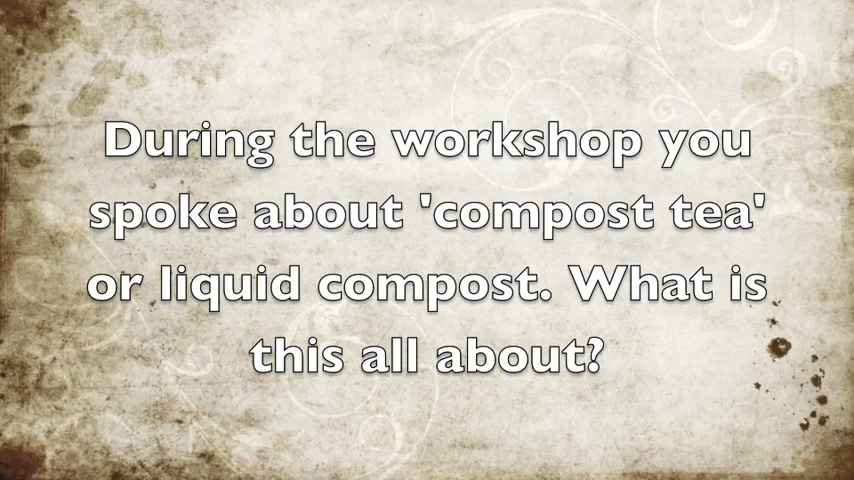 During the workshop you
spoke about 'compost tea'
or liquid compost. What is
this all about?